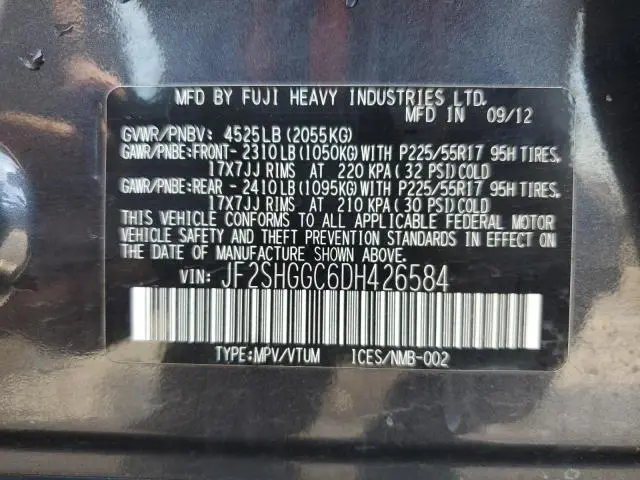 MFD BY FUJI HEAVY INDUSTRIES LTD.
MFD IN 09/12
GVWR/PNBV: 4525LB(2055KG)
GAWR/PNBE:FRONT-2310LB(1050KG)WITH P225/55R17 95H TIRES,
17X7JJ RIMS AT 220 KPA(32 PSI)COLD
GAWR/PNBE:REAR -2410LB(1095KG)WITH P225/55R17 95H TIRES,
17X7JJ RIMS AT 210 KPA(30 PSI)COLD
THIS VEHICLE CONFORMS TO ALL APPLICABLE FEDERAL MOTOR
VEHICLE SAFETY AND THEFT PREVENTION STANDARDS IN EFFECT ON
THE DATE OF MANUFACTURE SHOWN ABOVE.
VIN: JF2SHGGC6DH426584
TYPE:MPV/VTUM ICES/NMB-002